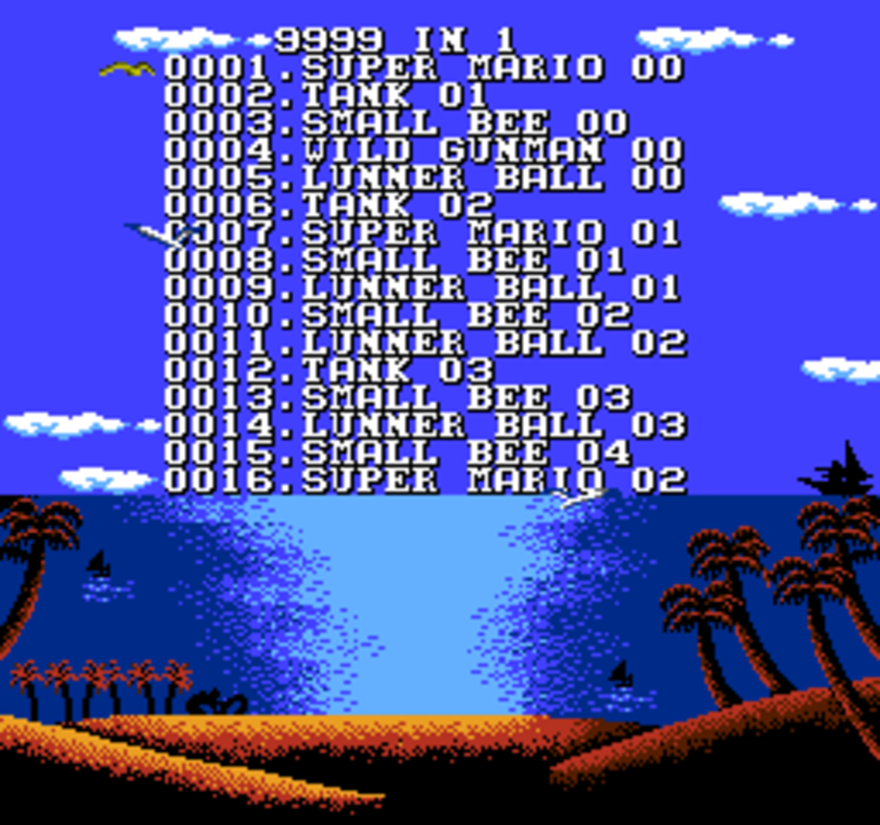 9999 IN 1
0001.SUPER MARIO 00
0002.TANK 01
0003.SMALL BEE 00
0004.WILD GUNMAN 00
0005.LUNNER BALL 00
0006.TANK 02
0007.SUPER MARIO 01
0008.SMALL BEE 01
0009.LUNNER BALL 01
0010.SMALL BEE 02
0011.LUNNER BALL 02
0012.TANK 03
0013.SMALL BEE 03
0014.LUNNER BALL 03
0015.SMALL BEE 04
0016.SUPER MARIO 02